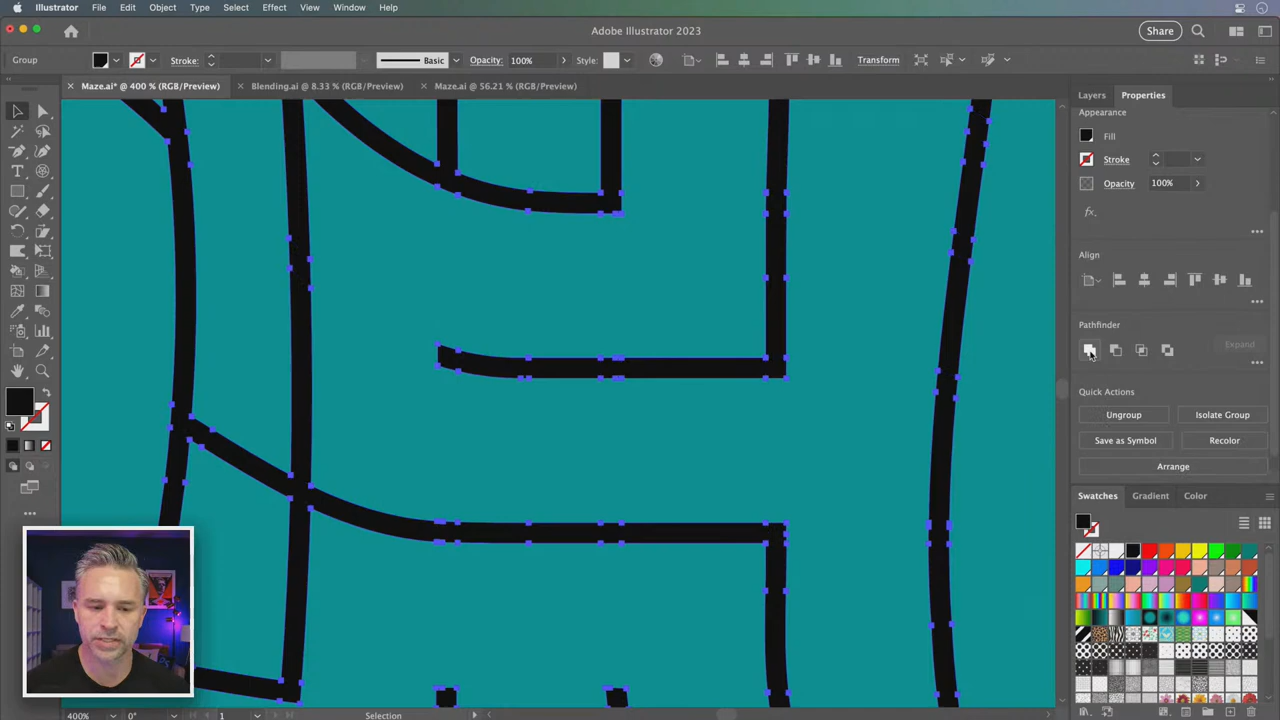 Illustrator File Edit Object Type Select Effect View Window Help
Adobe Illustrator 2023
Share
Group Stroke: Basic Opacity: 100% Style: Transform
× Maze.ai* @ 400 % (RGB/Preview) × Blending.ai @ 8.33 % (RGB/Preview) × Maze.ai @ 56.21 % (RGB/Preview)
Layers Properties
Appearance
Fill
Stroke
Opacity 100%
fx.
Align
Pathfinder
Expand
Quick Actions
Ungroup Isolate Group
Save as Symbol Recolor
Arrange
Swatches Gradient Color
400% 0° 1 Selection